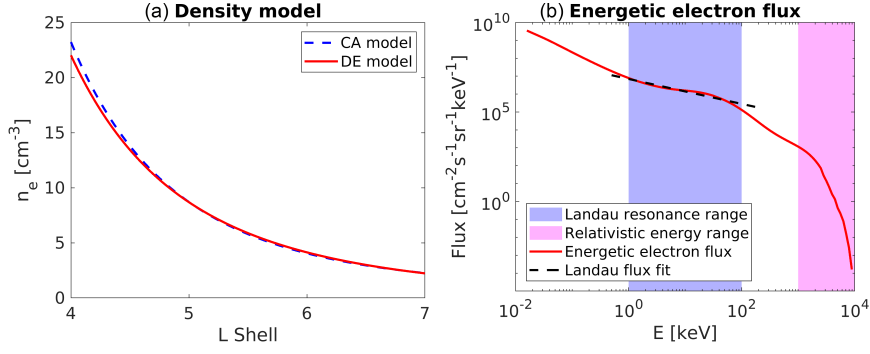 (a) Density model
CA model
DE model
25
20
15
10
5
0
4
5
6
7
n_e [cm^-3]
L Shell
(b) Energetic electron flux
10^10
10^5
10^0
10^-2
10^0
10^2
10^4
Flux [cm^-2s^-1sr^-1keV^-1]
Landau resonance range
Relativistic energy range
Energetic electron flux
Landau flux fit
E [keV]